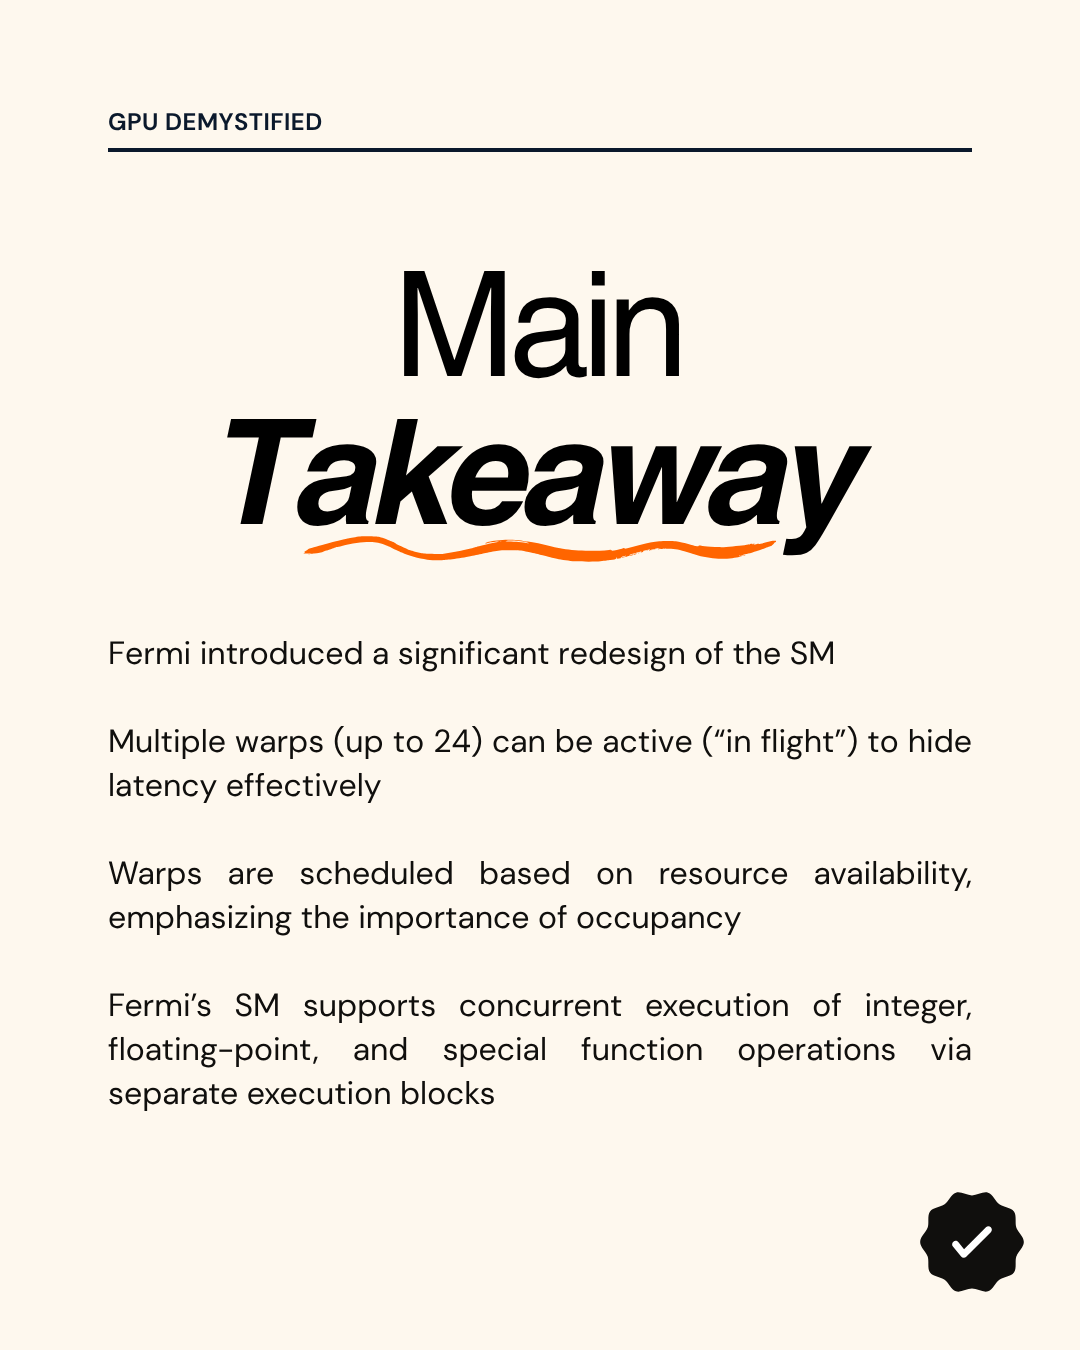 GPU DEMYSTIFIED
Main
Takeaway
Fermi introduced a significant redesign of the SM
Multiple warps (up to 24) can be active (“in flight”) to hide
latency effectively
Warps are scheduled based on resource availability,
emphasizing the importance of occupancy
Fermi’s SM supports concurrent execution of integer,
floating-point, and special function operations via
separate execution blocks